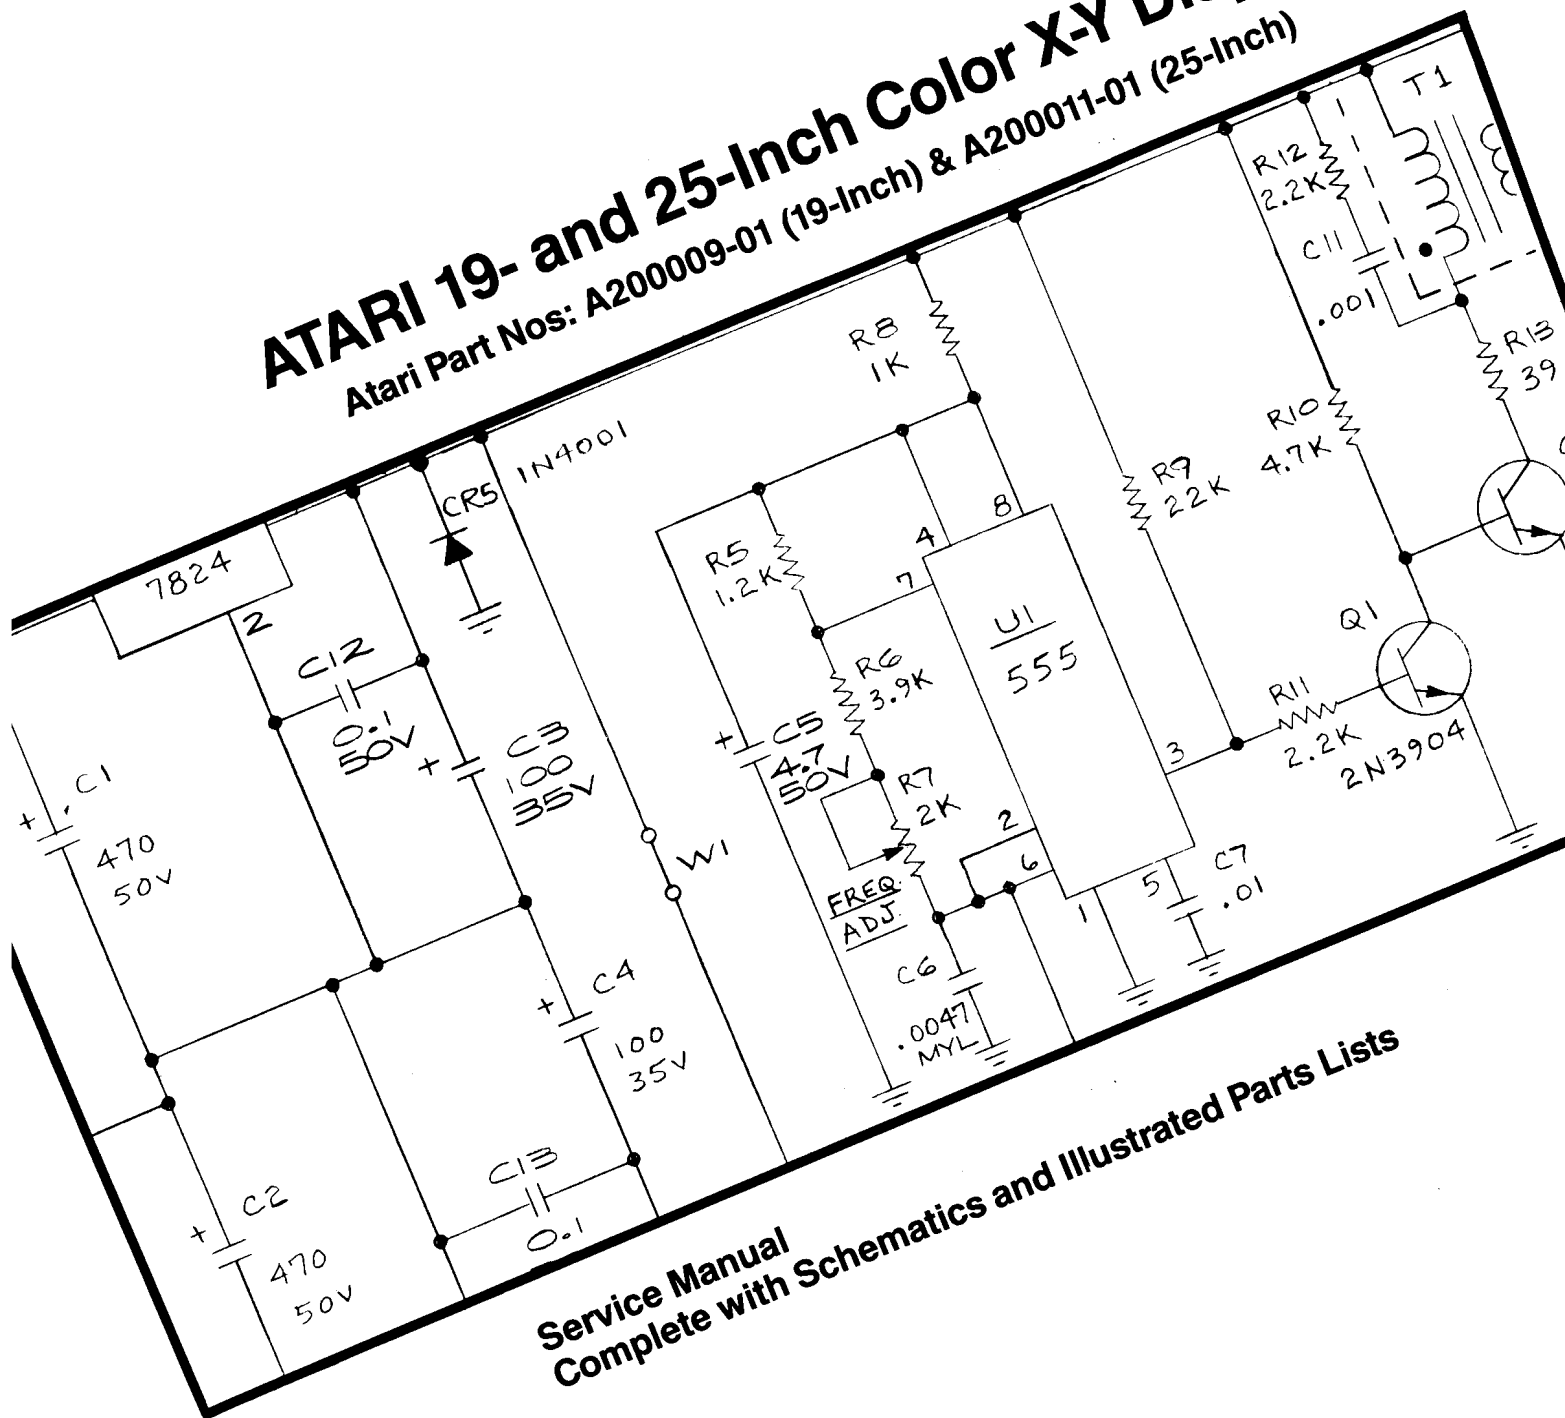 ATARI 19- and 25-Inch Color X-Y
Atari Part Nos: A200009-01 (19-Inch) & A200011-01 (25-Inch)
T1
R12
2.2K
C11
.001
R13
39
R8
1K
R10
4.7K
1N4001
CR5
R9
22K
8
4
7
7824
2
R5
1.2K
U1
555
Q1
C12
0.1
50V
R6
3.9K
R11
2.2K
2N3904
C3
+
100
35V
+
C5
4.7
50V
3
R7
2K
C1
+
470
50V
W1
2
6
FREQ.
ADJ.
5
C7
.01
1
C6
.0047
MYL
C4
+
100
35V
C13
0.1
C2
+
470
50V
Service Manual
Complete with Schematics and Illustrated Parts Lists